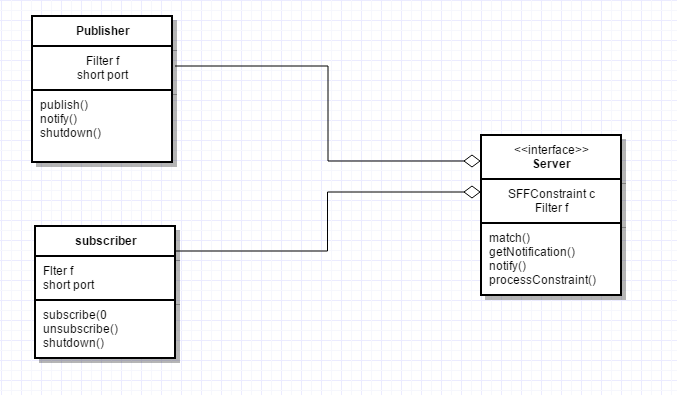 Publisher
Filter f
short port
publish()
notify()
shutdown()
<<interface>>
Server
SFFConstraint c
Filter f
match()
getNotification()
notify()
processConstraint()
subscriber
Flter f
short port
subscribe(0
unsubscribe()
shutdown()